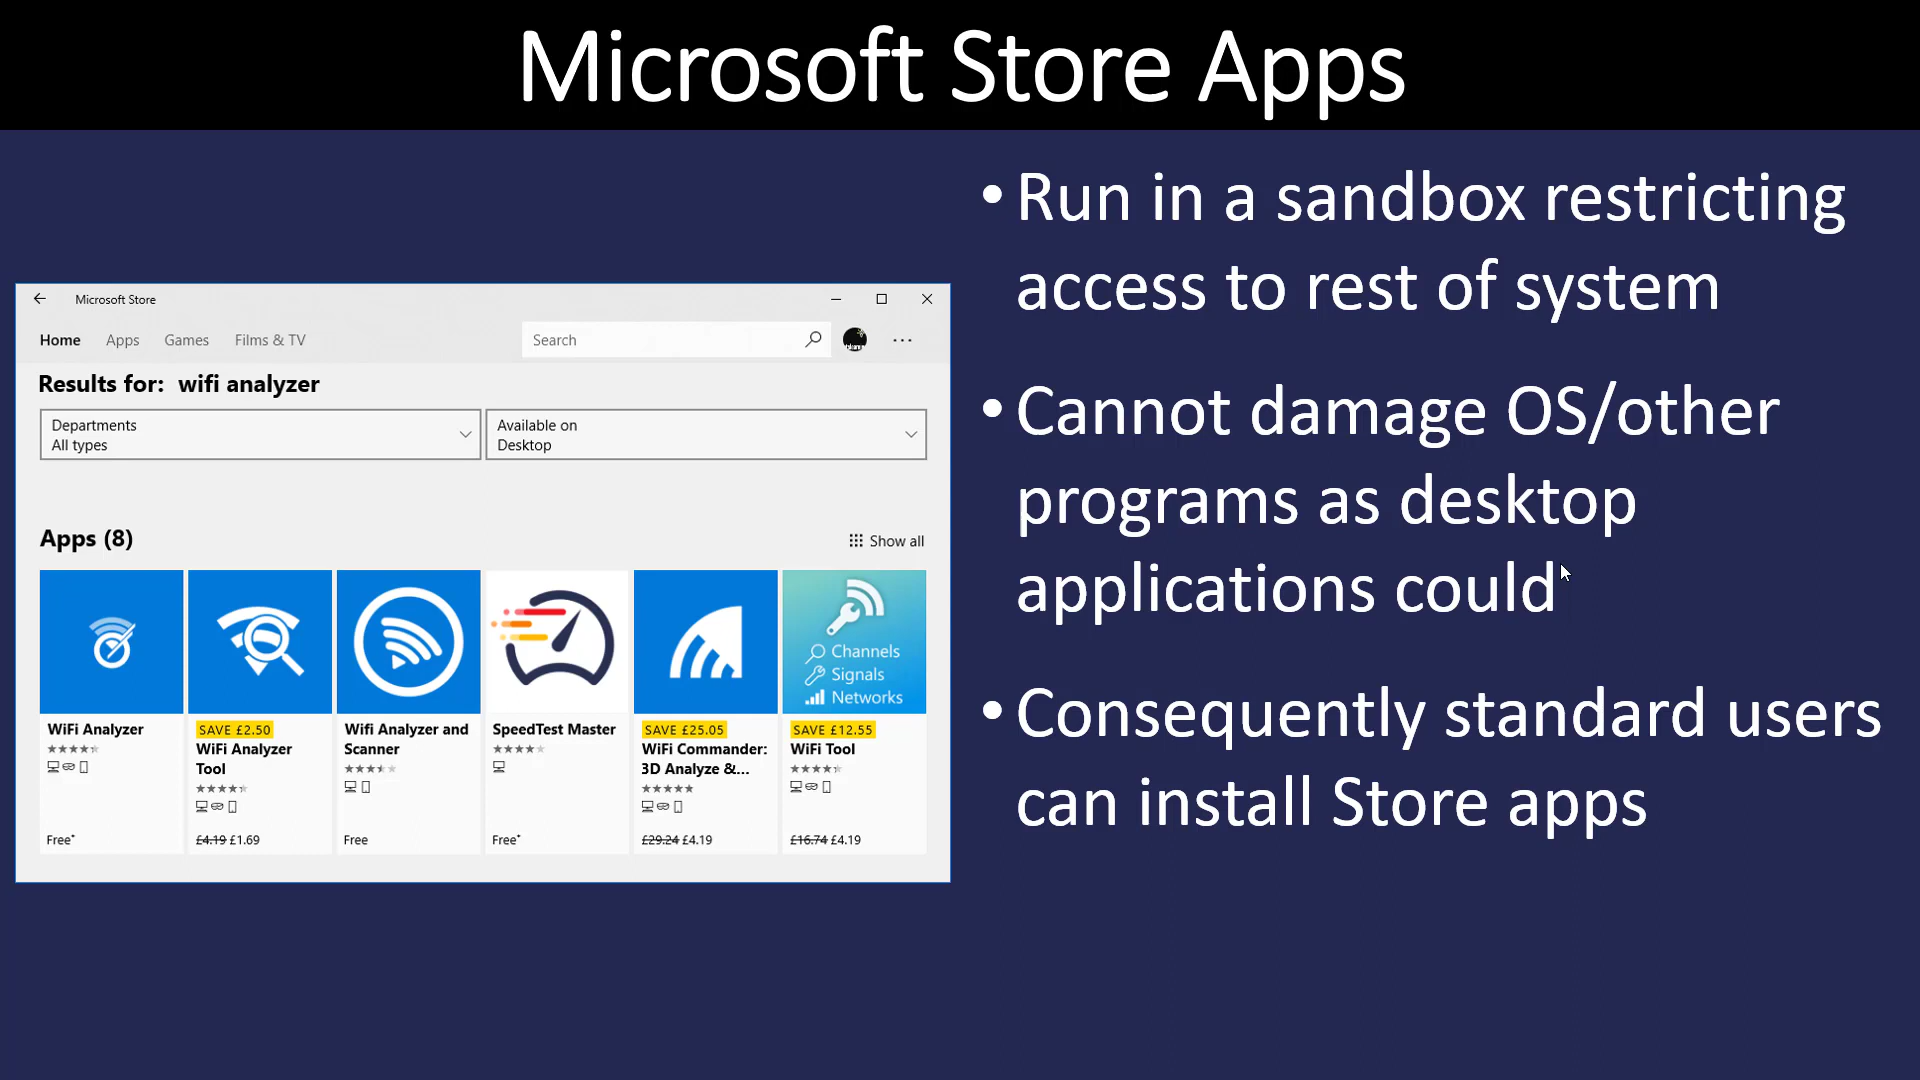 Microsoft Store Apps
Microsoft Store
Home Apps Games Films & TV Search
Results for: wifi analyzer
Departments
All types
Available on
Desktop
Apps (8)
Show all
Channels
Signals
Networks
WiFi Analyzer
Free*
SAVE £2.50
WiFi Analyzer
Tool
£4.19 £1.69
Wifi Analyzer and
Scanner
Free
SpeedTest Master
Free*
SAVE £25.05
WiFi Commander:
3D Analyze &...
£29.24 £4.19
SAVE £12.55
WiFi Tool
£16.74 £4.19
• Run in a sandbox restricting
access to rest of system
• Cannot damage OS/other
programs as desktop
applications could
• Consequently standard users
can install Store apps